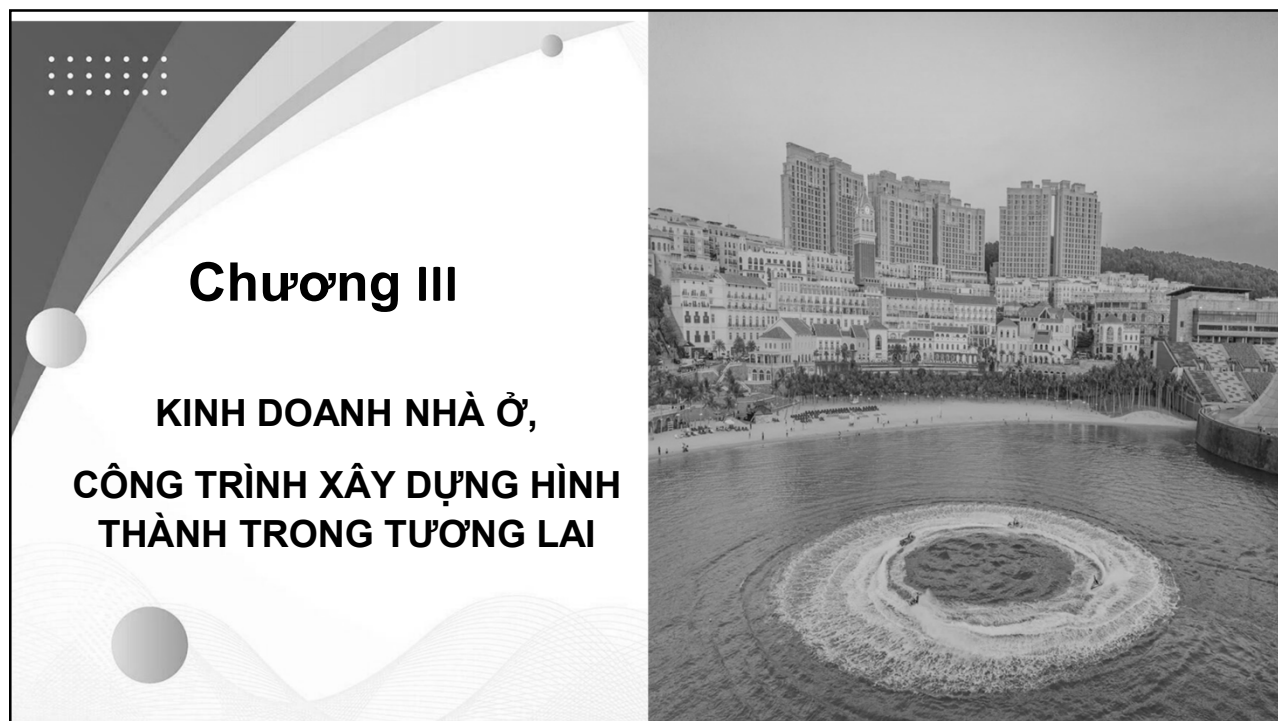 Chương III
KINH DOANH NHÀ Ở,
CÔNG TRÌNH XÂY DỰNG HÌNH
THÀNH TRONG TƯƠNG LAI